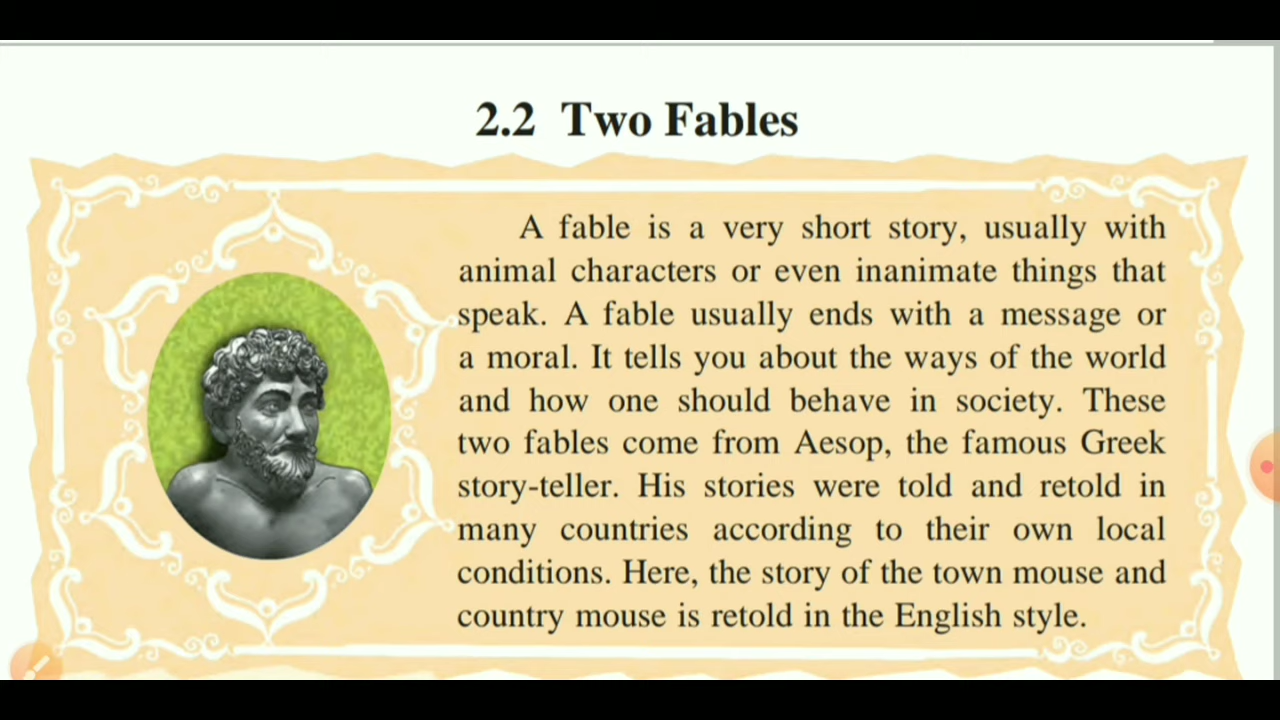 2.2 Two Fables
A fable is a very short story, usually with
animal characters or even inanimate things that
speak. A fable usually ends with a message or
a moral. It tells you about the ways of the world
and how one should behave in society. These
two fables come from Aesop, the famous Greek
story-teller. His stories were told and retold in
many countries according to their own local
conditions. Here, the story of the town mouse and
country mouse is retold in the English style.